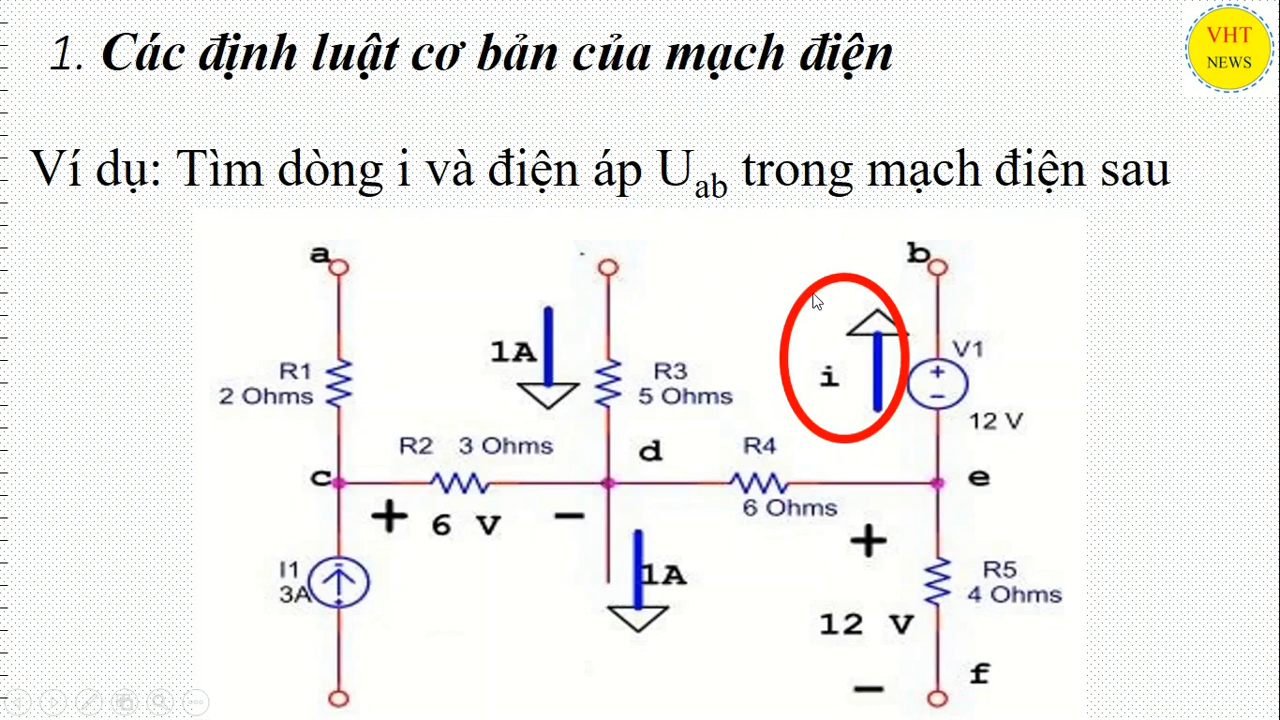 1. Các định luật cơ bản của mạch điện
VHT
NEWS
Ví dụ: Tìm dòng i và điện áp Uab trong mạch điện sau
a
b
1A
R1
2 Ohms
R3
5 Ohms
i
V1
+
-
12 V
R2 3 Ohms
d
R4
c
e
6 Ohms
+ 6 V -
+
I1
3A
1A
R5
4 Ohms
12 V
f
-